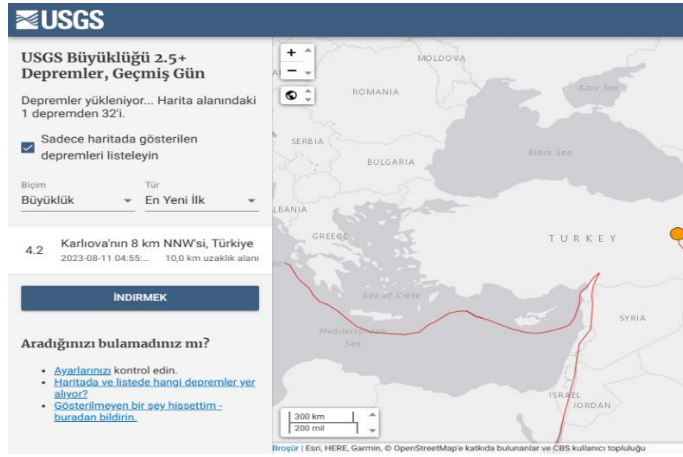 USGS
USGS Büyüklüğü 2.5+
Depremler, Geçmiş Gün
Depremler yükleniyor... Harita alanındaki
1 depremden 32'i.
Sadece haritada gösterilen
depremleri listeleyin
Biçim
Büyüklük
Tür
En Yeni İlk
4.2
Karlıova'nın 8 km NNW'si, Türkiye
2023-08-11 04:55:...
10,0 km uzaklık alanı
İNDİRMEK
Aradığınızı bulamadınız mı?
Ayarlarınızı kontrol edin.
Haritada ve listede hangi depremler yer
alıyor?
Gösterilmeyen bir şey hissettim -
buradan bildirin.
+
−
MOLDOVA
ROMANIA
Azov Sea
SERBIA
Black Sea
BULGARIA
LBANIA
GREECE
TURKEY
Sea of Crete
SYRIA
Mediterranean
Sea
ISRAEL
JORDAN
300 km
200 mil
Broşür | Esri, HERE, Garmin, © OpenStreetMap'e katkıda bulunanlar ve CBS kullanıcı topluluğu